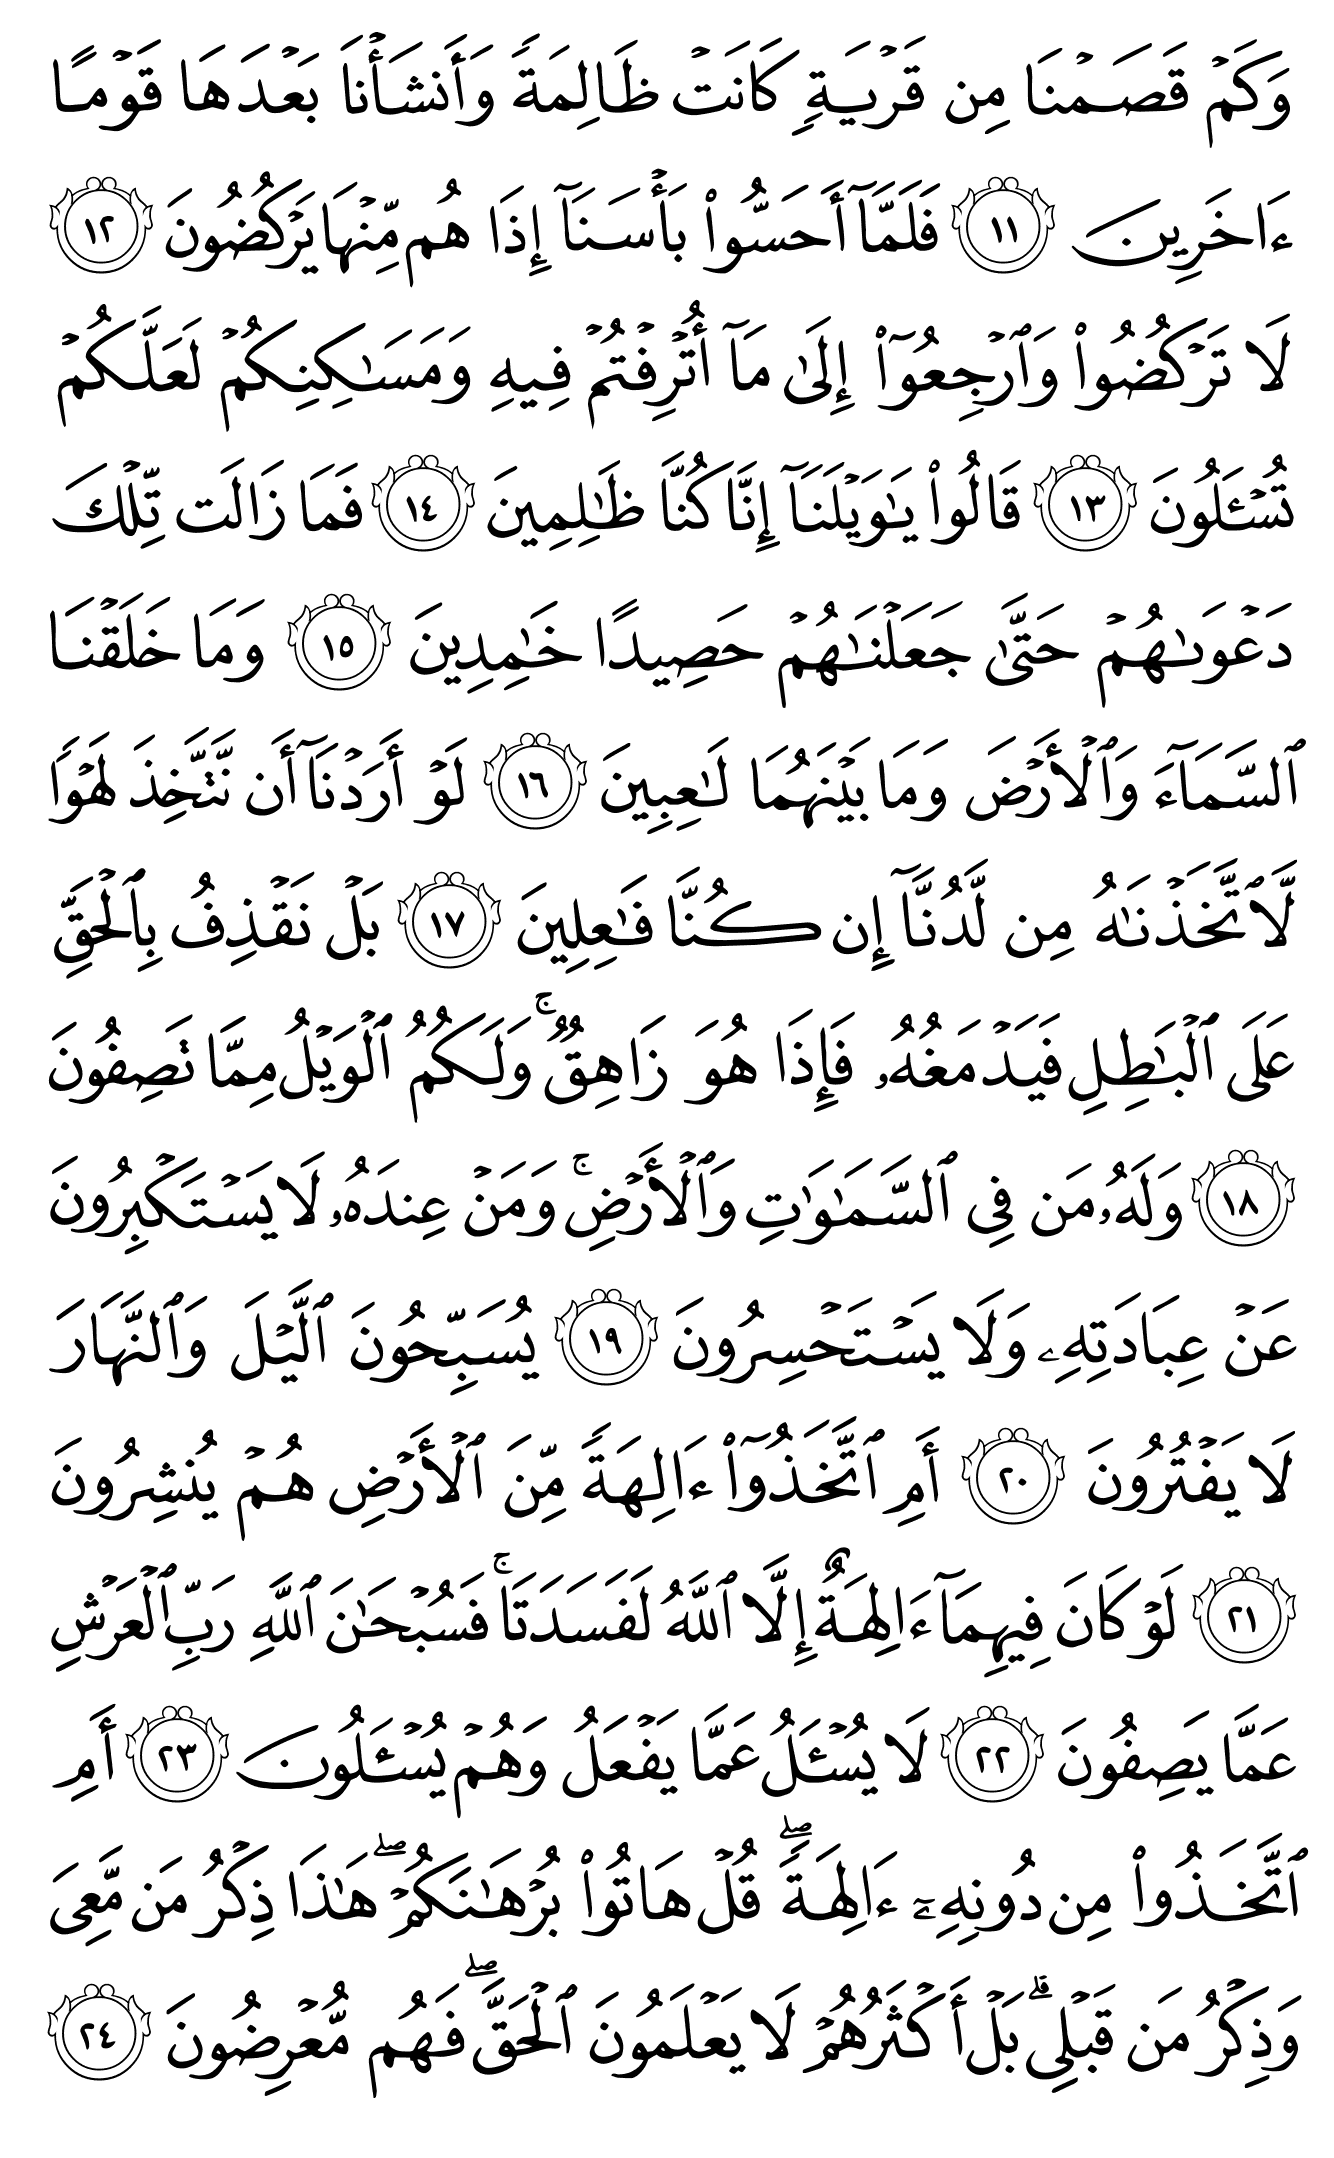 وَكَمۡ قَصَمۡنَا مِن قَرۡيَةٖ كَانَتۡ ظَالِمَةٗ وَأَنشَأۡنَا بَعۡدَهَا قَوۡمًا
ءَاخَرِينَ ١١ فَلَمَّآ أَحَسُّواْ بَأۡسَنَآ إِذَا هُم مِّنۡهَا يَرۡكُضُونَ ١٢
لَا تَرۡكُضُواْ وَٱرۡجِعُوٓاْ إِلَىٰ مَآ أُتۡرِفۡتُمۡ فِيهِ وَمَسَٰكِنِكُمۡ لَعَلَّكُمۡ
تُسۡـَٔلُونَ ١٣ قَالُواْ يَٰوَيۡلَنَآ إِنَّا كُنَّا ظَٰلِمِينَ ١٤ فَمَا زَالَت تِّلۡكَ
دَعۡوَىٰهُمۡ حَتَّىٰ جَعَلۡنَٰهُمۡ حَصِيدًا خَٰمِدِينَ ١٥ وَمَا خَلَقۡنَا
ٱلسَّمَآءَ وَٱلۡأَرۡضَ وَمَا بَيۡنَهُمَا لَٰعِبِينَ ١٦ لَوۡ أَرَدۡنَآ أَن نَّتَّخِذَ لَهۡوٗا
لَّٱتَّخَذۡنَٰهُ مِن لَّدُنَّآ إِن كُنَّا فَٰعِلِينَ ١٧ بَلۡ نَقۡذِفُ بِٱلۡحَقِّ
عَلَى ٱلۡبَٰطِلِ فَيَدۡمَغُهُۥ فَإِذَا هُوَ زَاهِقٞۚ وَلَكُمُ ٱلۡوَيۡلُ مِمَّا تَصِفُونَ
١٨ وَلَهُۥ مَن فِي ٱلسَّمَٰوَٰتِ وَٱلۡأَرۡضِۚ وَمَنۡ عِندَهُۥ لَا يَسۡتَكۡبِرُونَ
عَنۡ عِبَادَتِهِۦ وَلَا يَسۡتَحۡسِرُونَ ١٩ يُسَبِّحُونَ ٱلَّيۡلَ وَٱلنَّهَارَ
لَا يَفۡتُرُونَ ٢٠ أَمِ ٱتَّخَذُوٓاْ ءَالِهَةٗ مِّنَ ٱلۡأَرۡضِ هُمۡ يُنشِرُونَ
٢١ لَوۡ كَانَ فِيهِمَآ ءَالِهَةٌ إِلَّا ٱللَّهُ لَفَسَدَتَاۚ فَسُبۡحَٰنَ ٱللَّهِ رَبِّ ٱلۡعَرۡشِ
عَمَّا يَصِفُونَ ٢٢ لَا يُسۡـَٔلُ عَمَّا يَفۡعَلُ وَهُمۡ يُسۡـَٔلُونَ ٢٣ أَمِ
ٱتَّخَذُواْ مِن دُونِهِۦٓ ءَالِهَةٗۖ قُلۡ هَاتُواْ بُرۡهَٰنَكُمۡۖ هَٰذَا ذِكۡرُ مَن مَّعِيَ
وَذِكۡرُ مَن قَبۡلِيۚ بَلۡ أَكۡثَرُهُمۡ لَا يَعۡلَمُونَ ٱلۡحَقَّۖ فَهُم مُّعۡرِضُونَ ٢٤